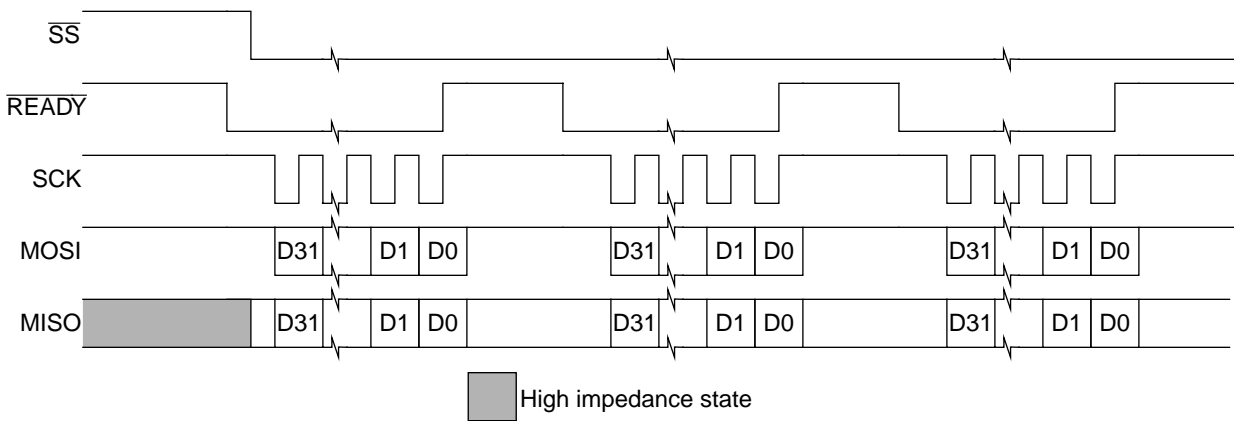 SS
READY
SCK
MOSI D31 D1 D0 D31 D1 D0 D31 D1 D0
MISO D31 D1 D0 D31 D1 D0 D31 D1 D0
High impedance state